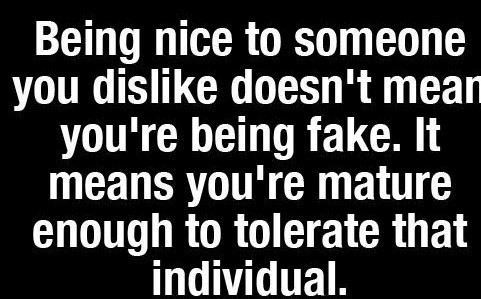 Being nice to someone
you dislike doesn't mean
you're being fake. It
means you're mature
enough to tolerate that
individual.